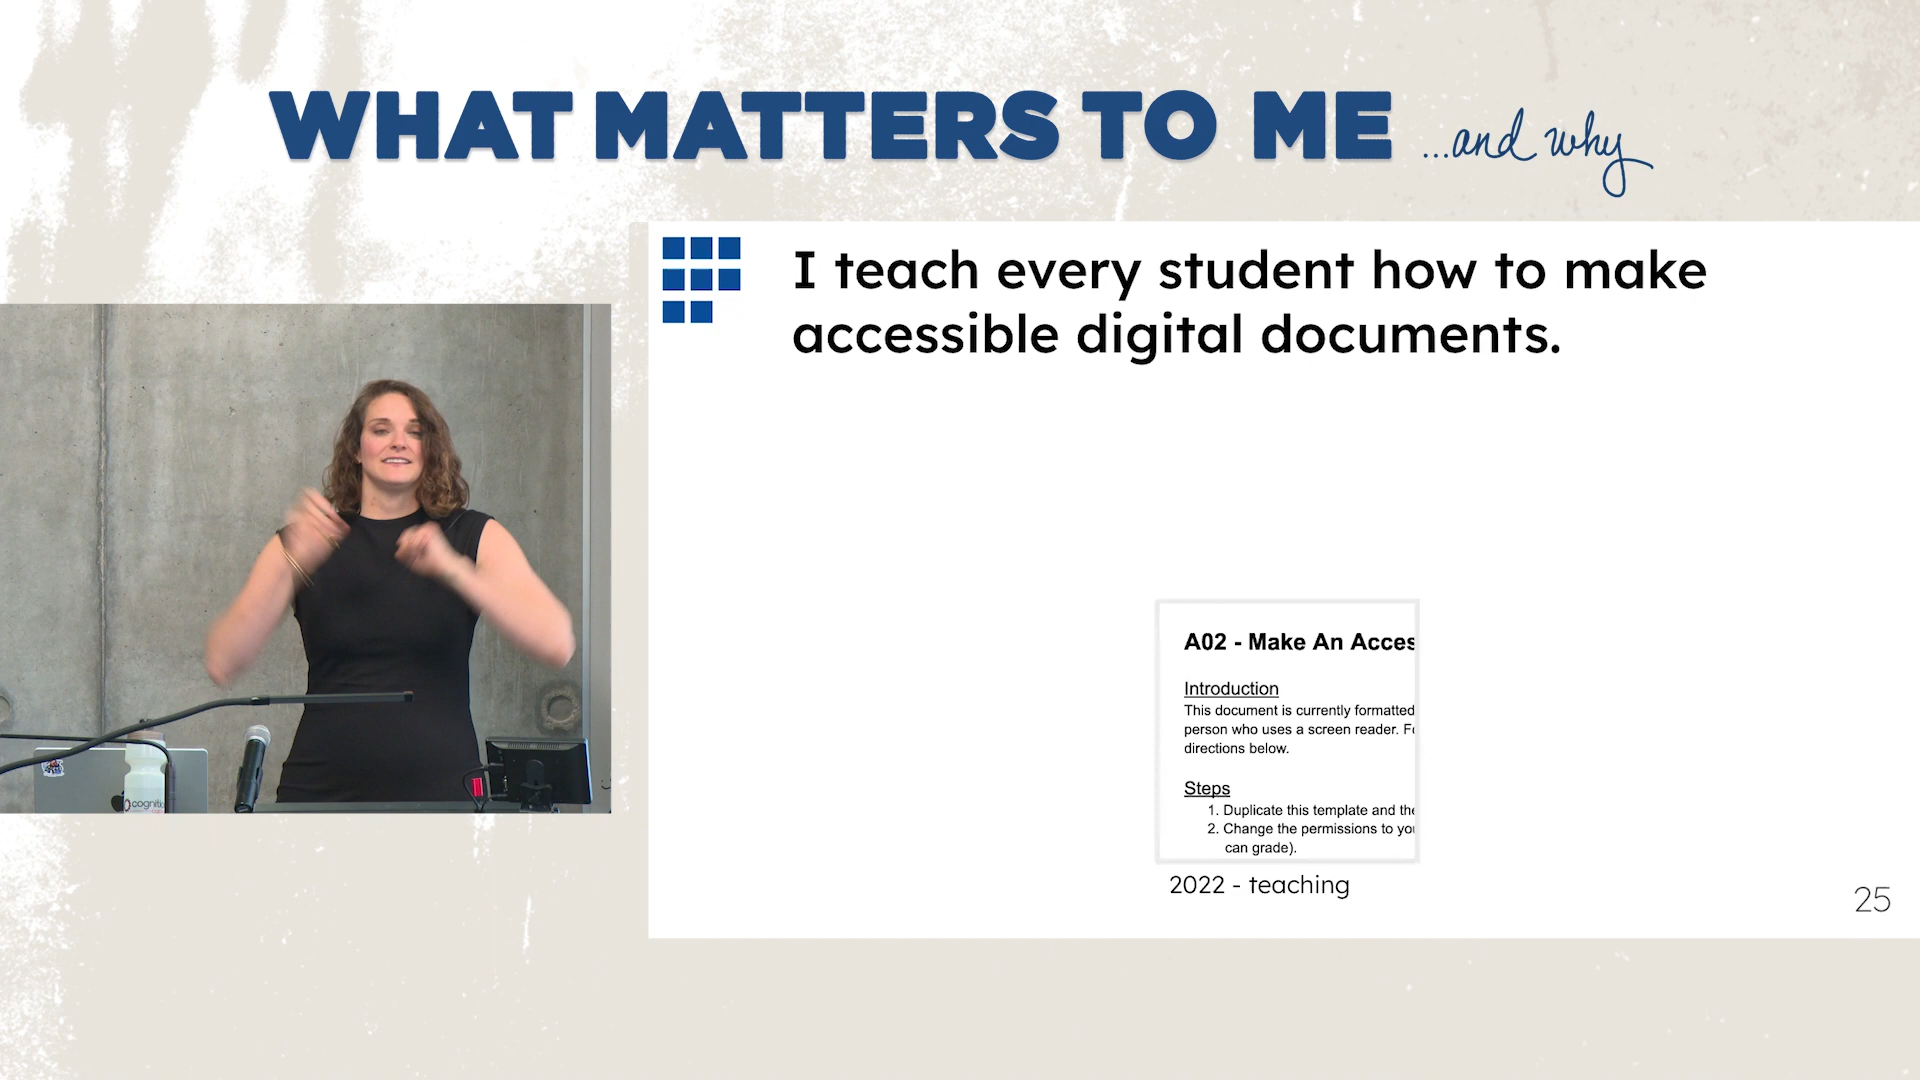 WHAT MATTERS TO ME ...and why
I teach every student how to make
accessible digital documents.
A02 - Make An Acces
Introduction
This document is currently formatted
person who uses a screen reader. Fo
directions below.
Steps
1. Duplicate this template and the
2. Change the permissions to you
can grade).
2022 - teaching
25